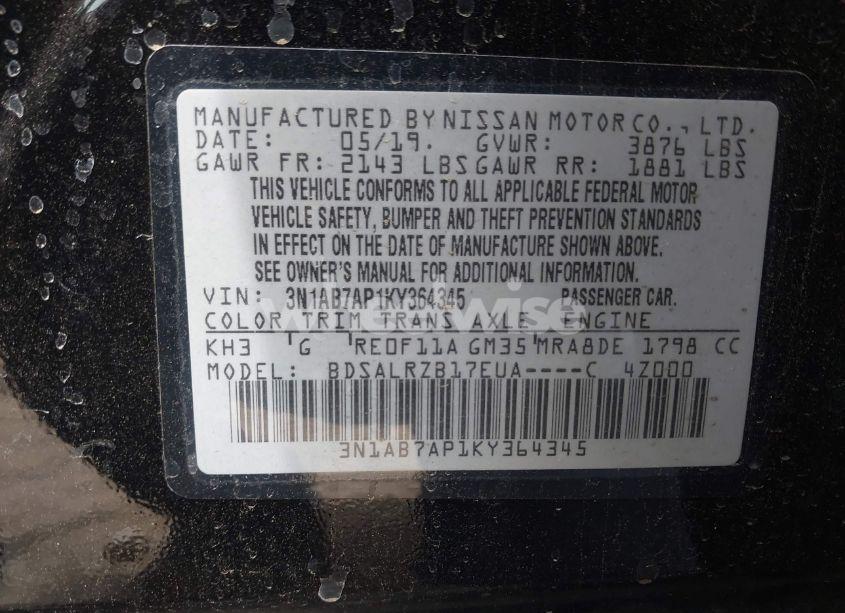 MANUFACTURED BY NISSAN MOTOR CO., LTD.
DATE: 05/19. GVWR: 3876 LBS
GAWR FR: 2143 LBS GAWR RR: 1881 LBS
THIS VEHICLE CONFORMS TO ALL APPLICABLE FEDERAL MOTOR
VEHICLE SAFETY, BUMPER AND THEFT PREVENTION STANDARDS
IN EFFECT ON THE DATE OF MANUFACTURE SHOWN ABOVE.
SEE OWNER'S MANUAL FOR ADDITIONAL INFORMATION.
VIN: 3N1AB7AP1KY364345 PASSENGER CAR.
COLOR TRIM TRANS AXLE ENGINE
KH3 G RE0F11A GM35 MRA8DE 1798 CC
MODEL: BDSALRZB17EUA----C 4Z000
3N1AB7AP1KY364345